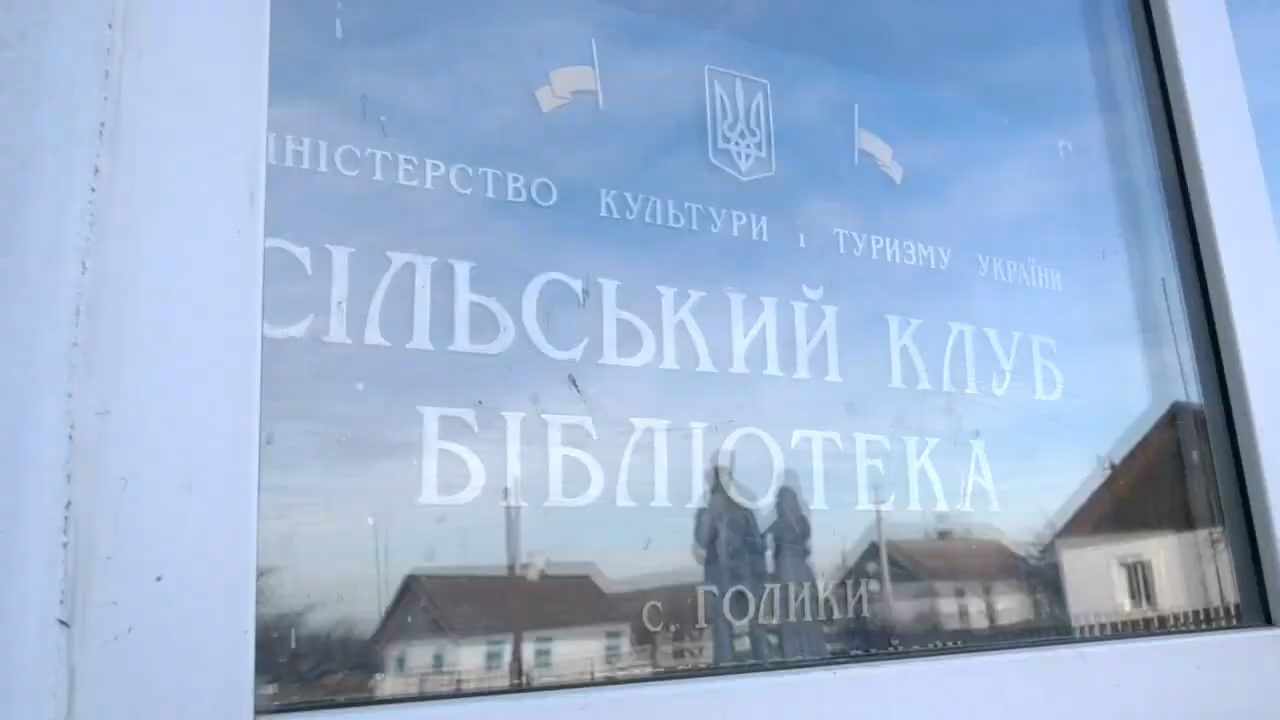 ІНІСТЕРСТВО КУЛЬТУРИ і ТУРИЗМУ УКРАЇНИ
СІЛЬСЬКИЙ КЛУБ
БІБЛІОТЕКА
с. ГОДИКИ